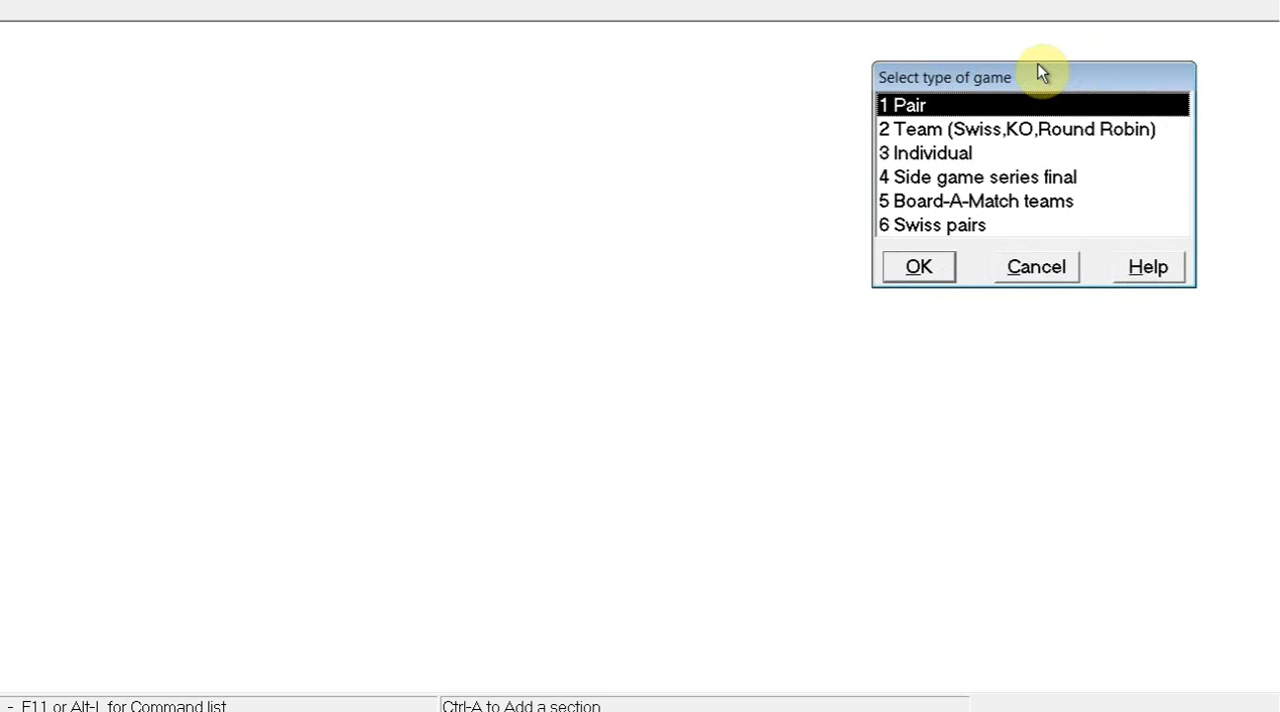 Select type of game
1 Pair
2 Team (Swiss,KO,Round Robin)
3 Individual
4 Side game series final
5 Board-A-Match teams
6 Swiss pairs
OK Cancel Help
- F11 or Alt-L for Command list Ctrl-A to Add a section